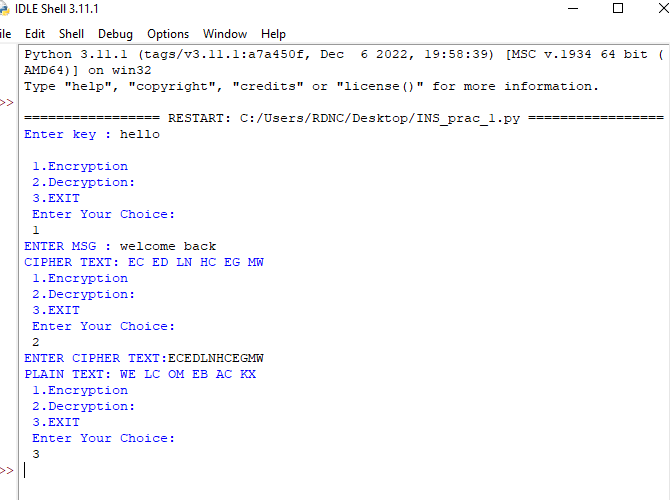 IDLE Shell 3.11.1
ile Edit Shell Debug Options Window Help
Python 3.11.1 (tags/v3.11.1:a7a450f, Dec  6 2022, 19:58:39) [MSC v.1934 64 bit (
AMD64)] on win32
Type "help", "copyright", "credits" or "license()" for more information.
>>
================= RESTART: C:/Users/RDNC/Desktop/INS_prac_1.py =================
Enter key : hello
1.Encryption
2.Decryption:
3.EXIT
Enter Your Choice:
1
ENTER MSG : welcome back
CIPHER TEXT: EC ED LN HC EG MW
1.Encryption
2.Decryption:
3.EXIT
Enter Your Choice:
2
ENTER CIPHER TEXT:ECEDLNHCEGMW
PLAIN TEXT: WE LC OM EB AC KX
1.Encryption
2.Decryption:
3.EXIT
Enter Your Choice:
3
>>